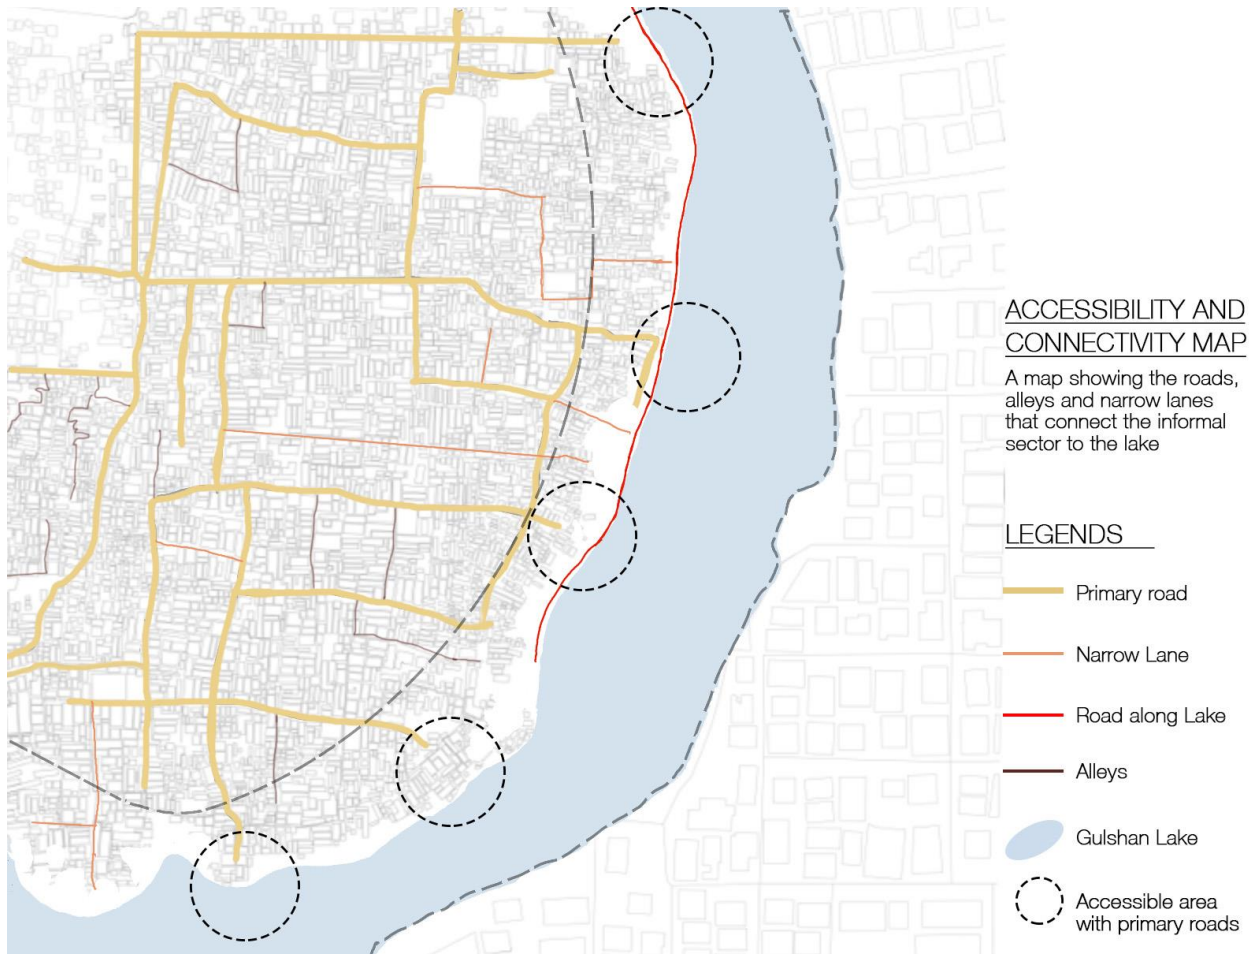 ACCESSIBILITY AND
CONNECTIVITY MAP
A map showing the roads,
alleys and narrow lanes
that connect the informal
sector to the lake
LEGENDS
Primary road
Narrow Lane
Road along Lake
Alleys
Gulshan Lake
Accessible area
with primary roads